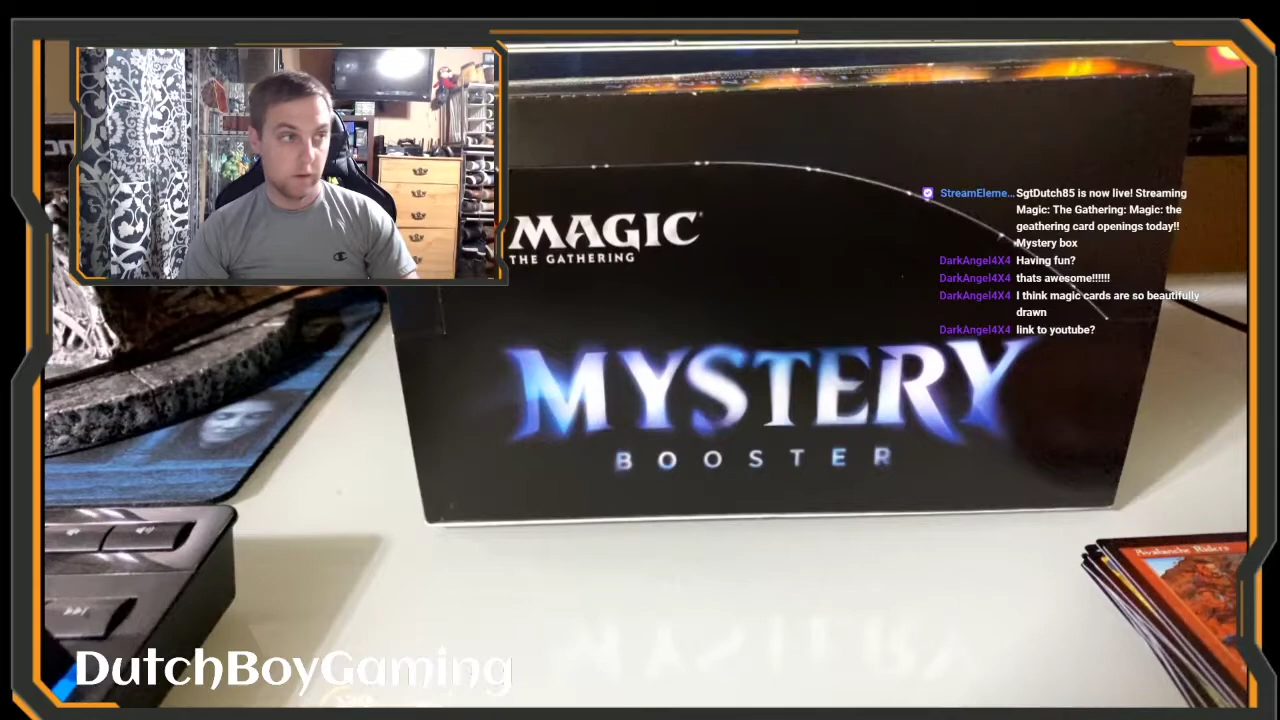 MAGIC
THE GATHERING
MYSTERY
BOOSTER
StreamEleme... SgtDutch85 is now live! Streaming
Magic: The Gathering: Magic: the
geathering card openings today!!
Mystery box
DarkAngel4X4 Having fun?
DarkAngel4X4 thats awesome!!!!!!
DarkAngel4X4 I think magic cards are so beautifully
drawn
DarkAngel4X4 link to youtube?
Avalanche Riders
DutchBoyGaming